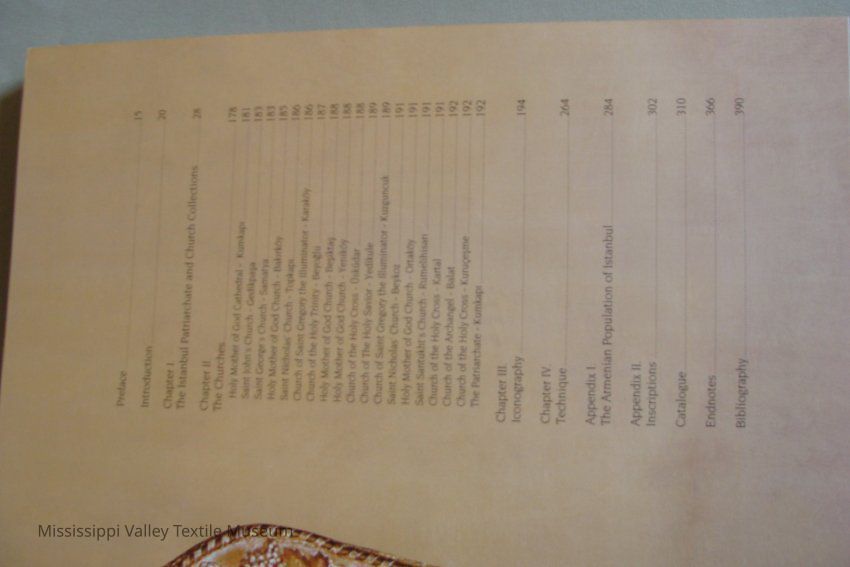 Preface 15
Introduction 20
Chapter I.
The Istanbul Patriarchate and Church Collections 28
Chapter II.
The Churches
Holy Mother of God Cathedral - Kumkapı 178
Saint John's Church - Gedikpaşa 181
Saint George's Church - Samatya 183
Holy Mother of God Church - Bakırköy 183
Saint Nicholas' Church - Topkapı 185
Church of Saint Gregory the Illuminator - Karaköy 186
Church of the Holy Trinity - Beyoğlu 186
Holy Mother of God Church - Beşiktaş 187
Holy Mother of God Church - Yeniköy 188
Church of the Holy Cross - Üsküdar 188
Church of The Holy Savior - Yedikule 188
Church of Saint Gregory the Illuminator - Kuzguncuk 189
Saint Nicholas' Church - Beykoz 189
Holy Mother of God Church - Ortaköy 191
Saint Santukht's Church - Rumelihisarı 191
Church of the Holy Cross - Kartal 191
Church of the Archangel - Balat 191
Church of the Holy Cross - Kuruçeşme 192
The Patriarchate - Kumkapı 192
Chapter III.
Iconography 194
Chapter IV.
Technique 264
Appendix I.
The Armenian Population of Istanbul 284
Appendix II.
Inscriptions 302
Catalogue 310
Endnotes 366
Bibliography 390
Mississippi Valley Textile Museum